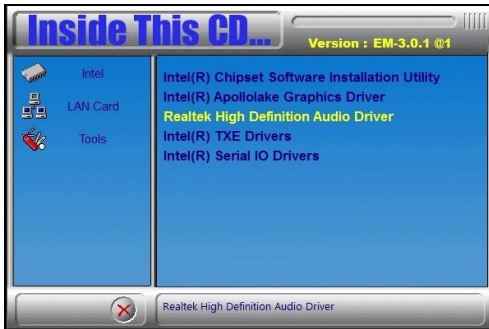 Inside This CD...
Version : EM-3.0.1 @1
Intel
LAN Card
Tools
Intel(R) Chipset Software Installation Utility
Intel(R) Apollolake Graphics Driver
Realtek High Definition Audio Driver
Intel(R) TXE Drivers
Intel(R) Serial IO Drivers
Realtek High Definition Audio Driver